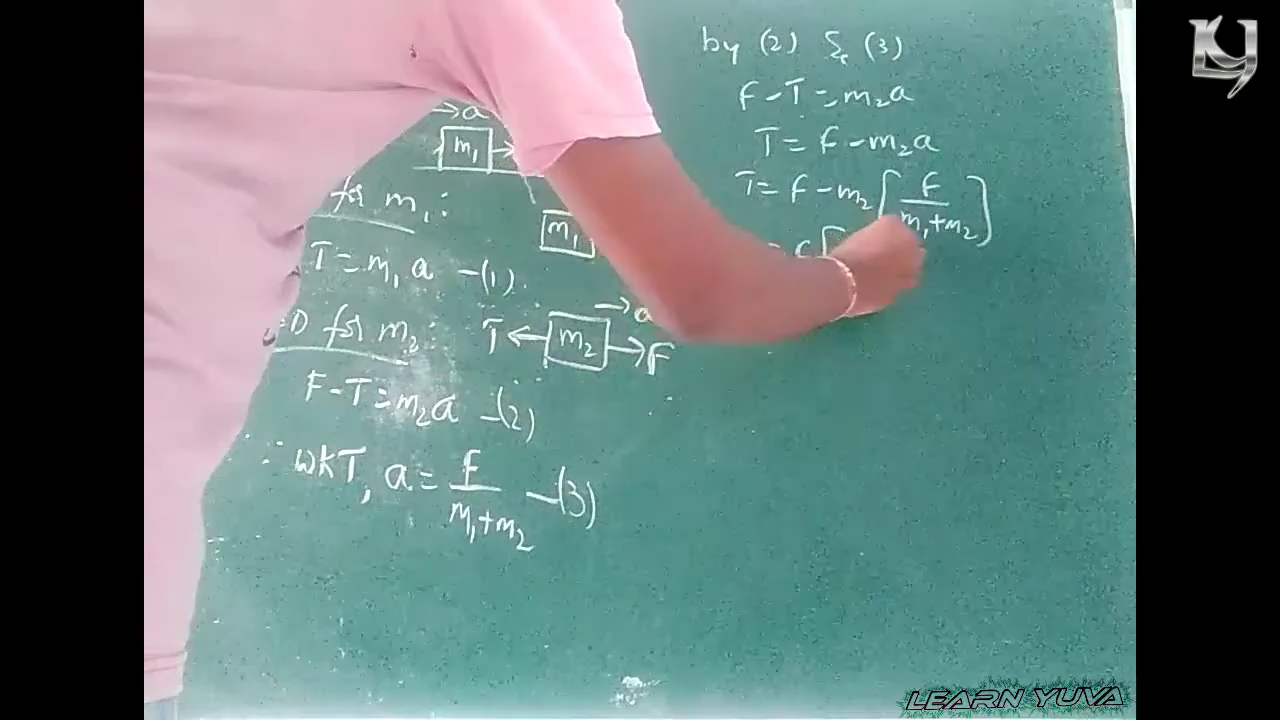 → a
m₁ →
for m₁:
m₁
T = m₁ a —(1)
→ a
D for m₂:
T ← m₂ → F
F - T = m₂a —(2)
∴ WKT, a = F/(m₁+m₂) —(3)
by (2) & (3)
F - T = m₂a
T = F - m₂a
T = F - m₂ [F/(m₁+m₂)]
LEARN YUVA